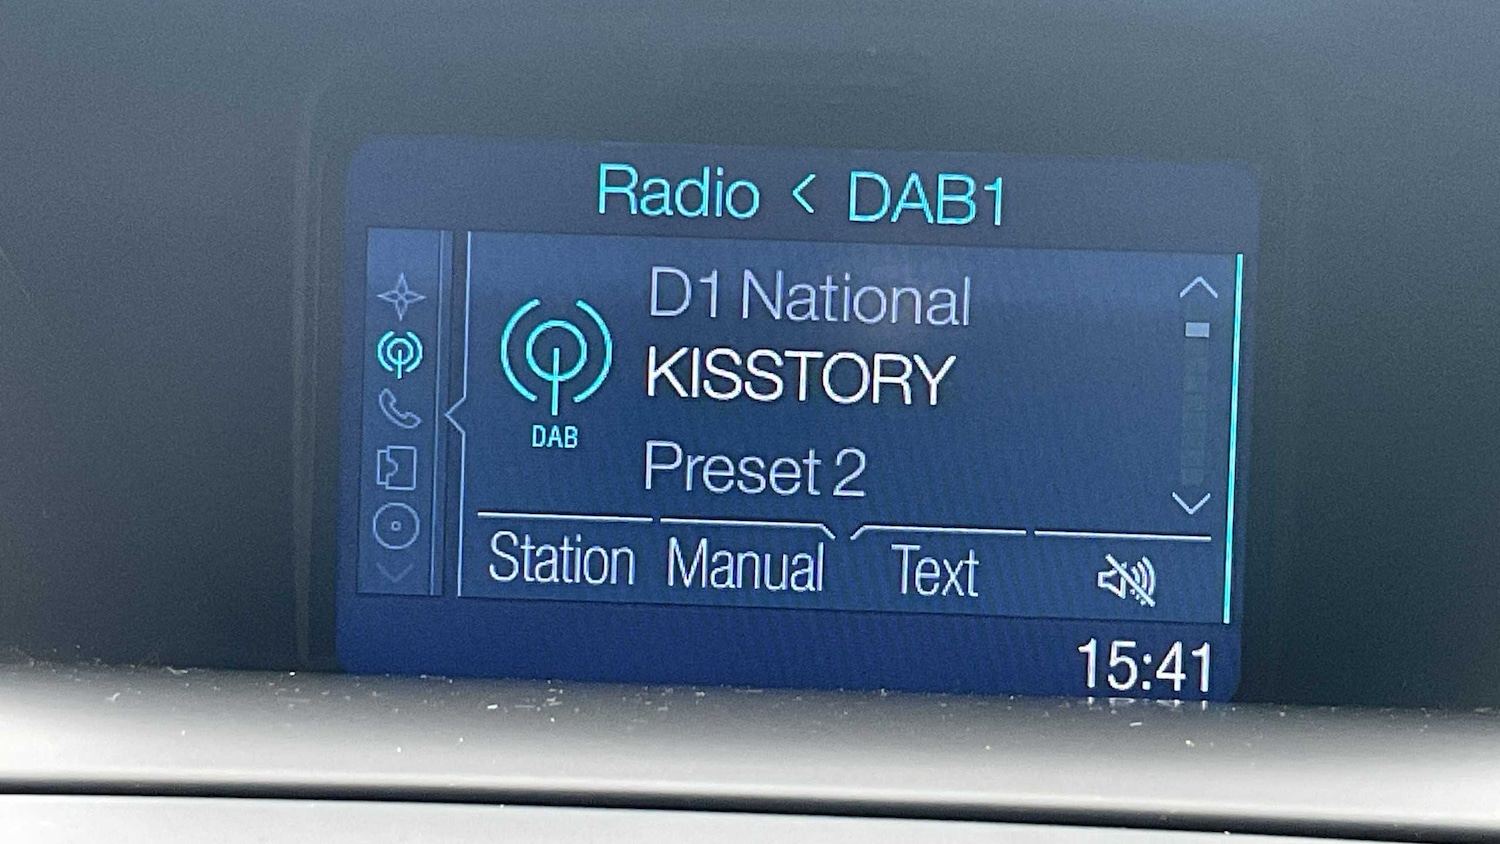 Radio < DAB1
D1 National
KISSTORY
DAB
Preset 2
Station Manual Text
15:41